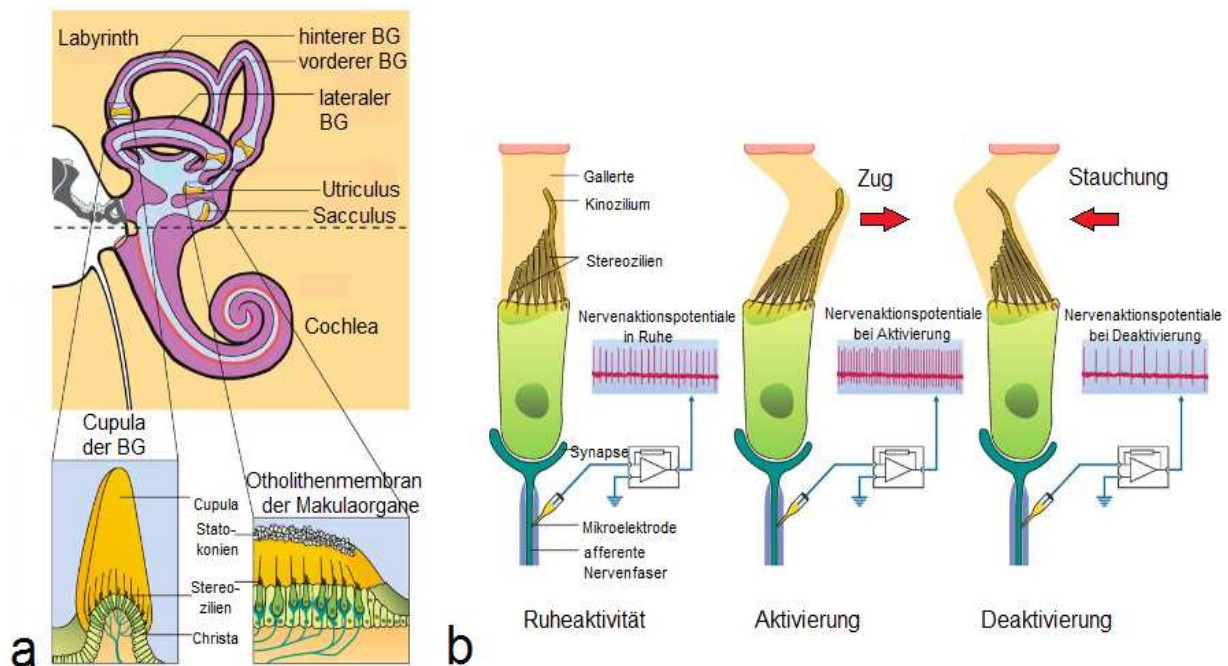 Labyrinth
hinterer BG
vorderer BG
lateraler
BG
Utriculus
Sacculus
Cochlea
Cupula
der BG
Cupula
Stato-
konien
Stereo-
zilien
Christa
Otholithenmembran
der Makulaorgane
a
Gallerte
Kinozilium
Stereozilien
Nervenaktionspotentiale
in Ruhe
Synapse
Mikroelektrode
afferente
Nervenfaser
Ruheaktivität
Zug
Nervenaktionspotentiale
bei Aktivierung
Aktivierung
Stauchung
Nervenaktionspotentiale
bei Deaktivierung
Deaktivierung
b